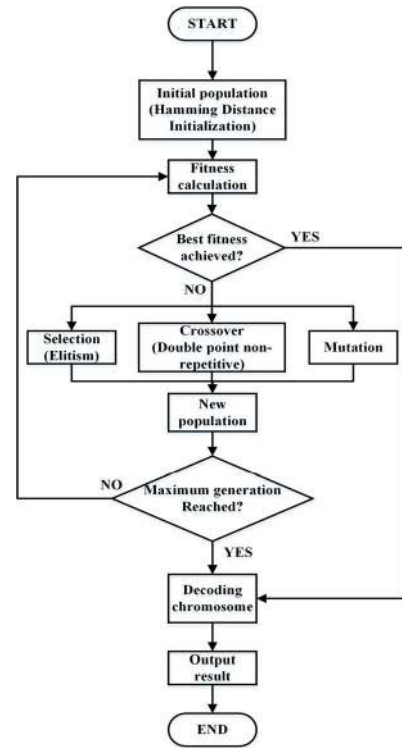 START
Initial population
(Hamming Distance
Initialization)
Fitness
calculation
Best fitness
achieved?
YES
NO
Selection
(Elitism)
Crossover
(Double point non-
repetitive)
Mutation
New
population
NO
Maximum generation
Reached?
YES
Decoding
chromosome
Output
result
END